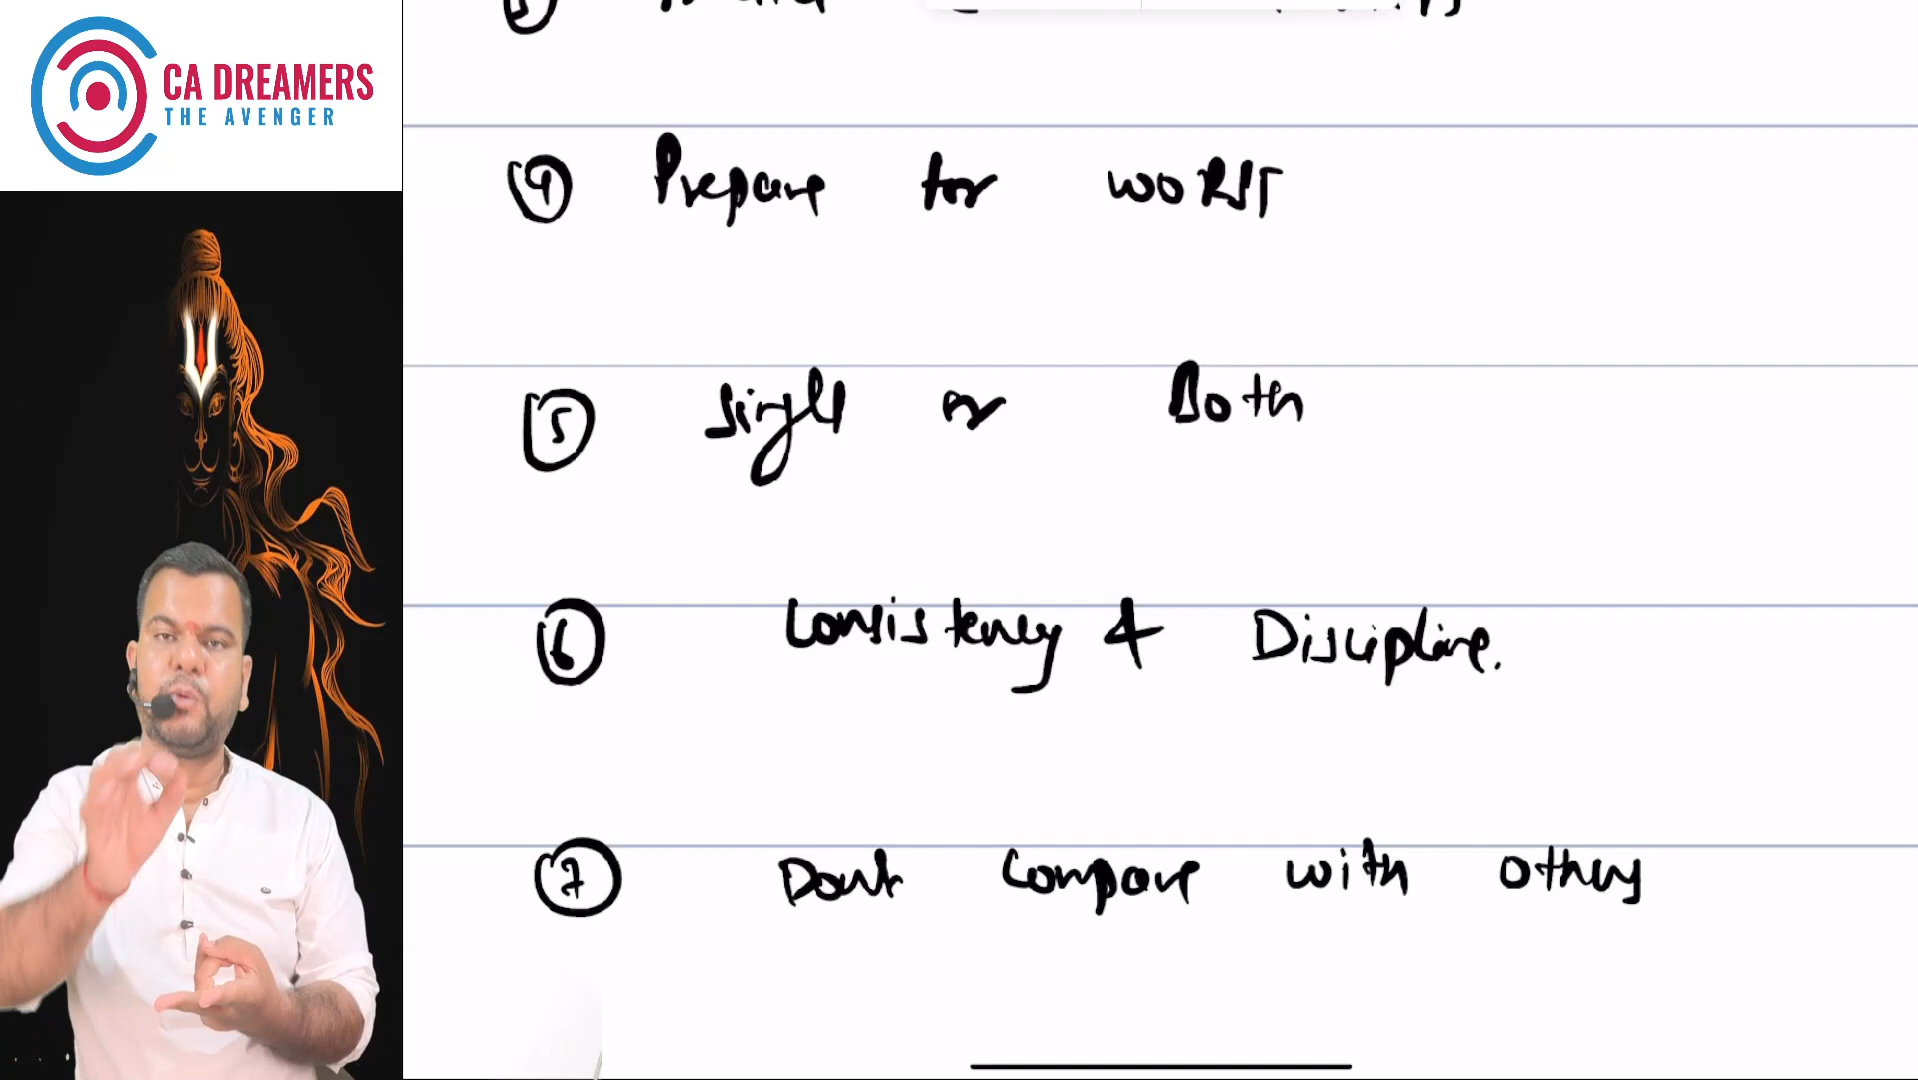 CA DREAMERS
THE AVENGER
④ Prepare for WORST
⑤ Single or Both
⑥ Consistency & Discipline.
⑦ Dont Compare with others